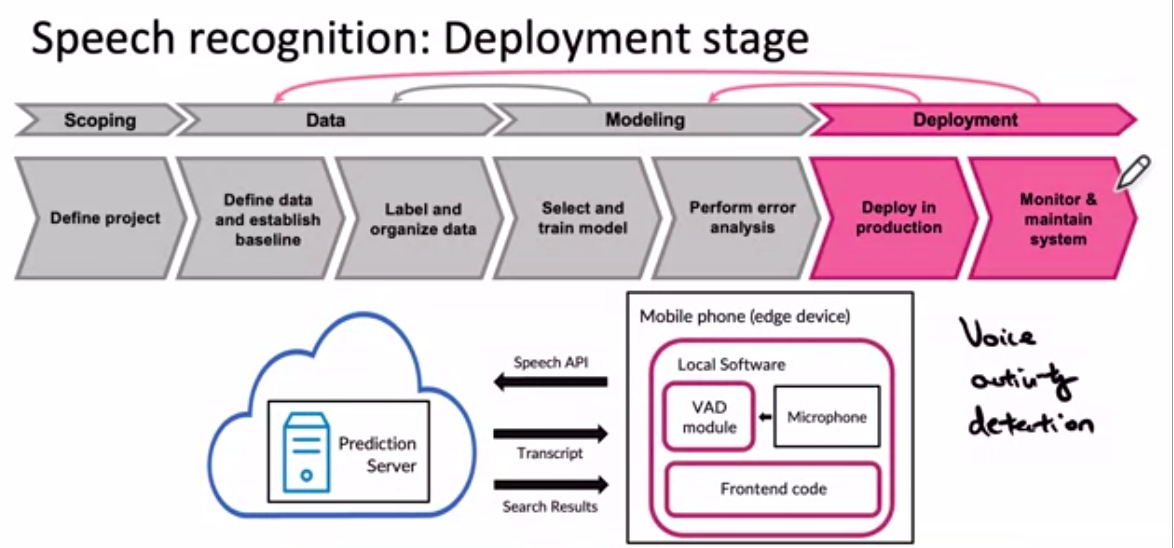 Speech recognition: Deployment stage
Scoping
Data
Modeling
Deployment
Define project
Define data
and establish
baseline
Label and
organize data
Select and
train model
Perform error
analysis
Deploy in
production
Monitor &
maintain
system
Prediction
Server
Speech API
Transcript
Search Results
Mobile phone (edge device)
Local Software
VAD
module
Microphone
Frontend code
Voice
activity
detection